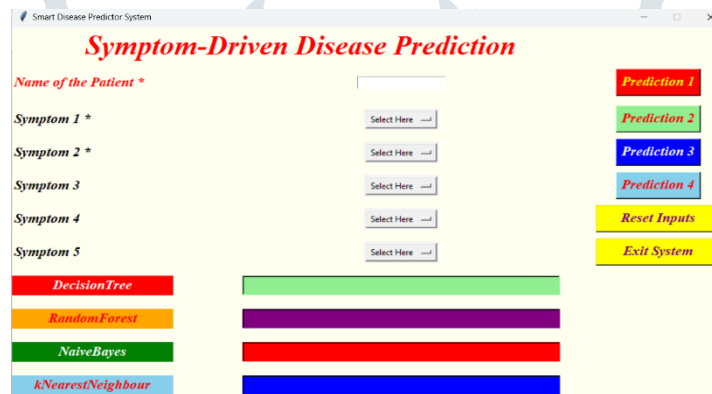 Smart Disease Predictor System
Symptom-Driven Disease Prediction
Name of the Patient *
Prediction 1
Symptom 1 *
Select Here
Prediction 2
Symptom 2 *
Select Here
Prediction 3
Symptom 3
Select Here
Prediction 4
Symptom 4
Select Here
Reset Inputs
Symptom 5
Select Here
Exit System
DecisionTree
RandomForest
NaiveBayes
kNearestNeighbour